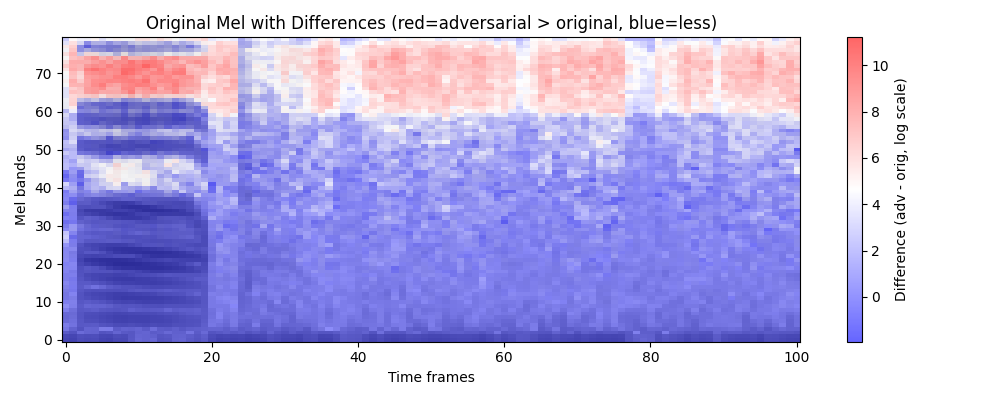 Original Mel with Differences (red=adversarial > original, blue=less)
Mel bands
70
60
50
40
30
20
10
0
0 20 40 60 80 100
Time frames
10
8
6
4
2
0
Difference (adv - orig, log scale)